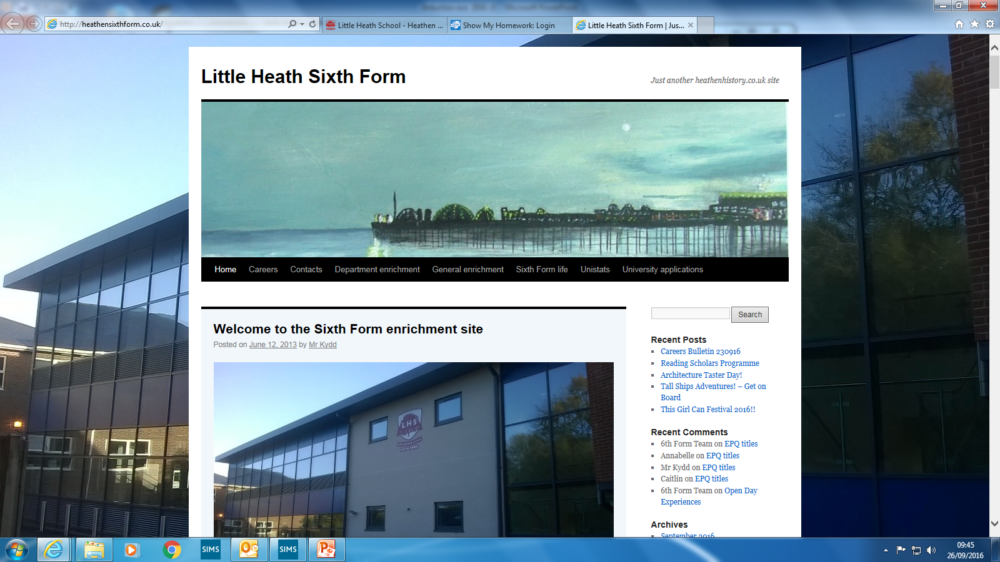 http://heathensixthform.co.uk/
Little Heath School - Heathen ...
Show My Homework: Login
Little Heath Sixth Form | Jus...
Little Heath Sixth Form
Just another heathenhistory.co.uk site
Home Careers Contacts Department enrichment General enrichment Sixth Form life Unistats University applications
Welcome to the Sixth Form enrichment site
Posted on June 12, 2013 by Mr Kydd
LHS
SIXTH FORM
Search
Recent Posts
Careers Bulletin 230916
Reading Scholars Programme
Architecture Taster Day!
Tall Ships Adventures! – Get on
Board
This Girl Can Festival 2016!!
Recent Comments
6th Form Team on EPQ titles
Annabelle on EPQ titles
Mr Kydd on EPQ titles
Caitlin on EPQ titles
6th Form Team on Open Day
Experiences
Archives
September 2016
SIMS
SIMS
09:45
26/09/2016